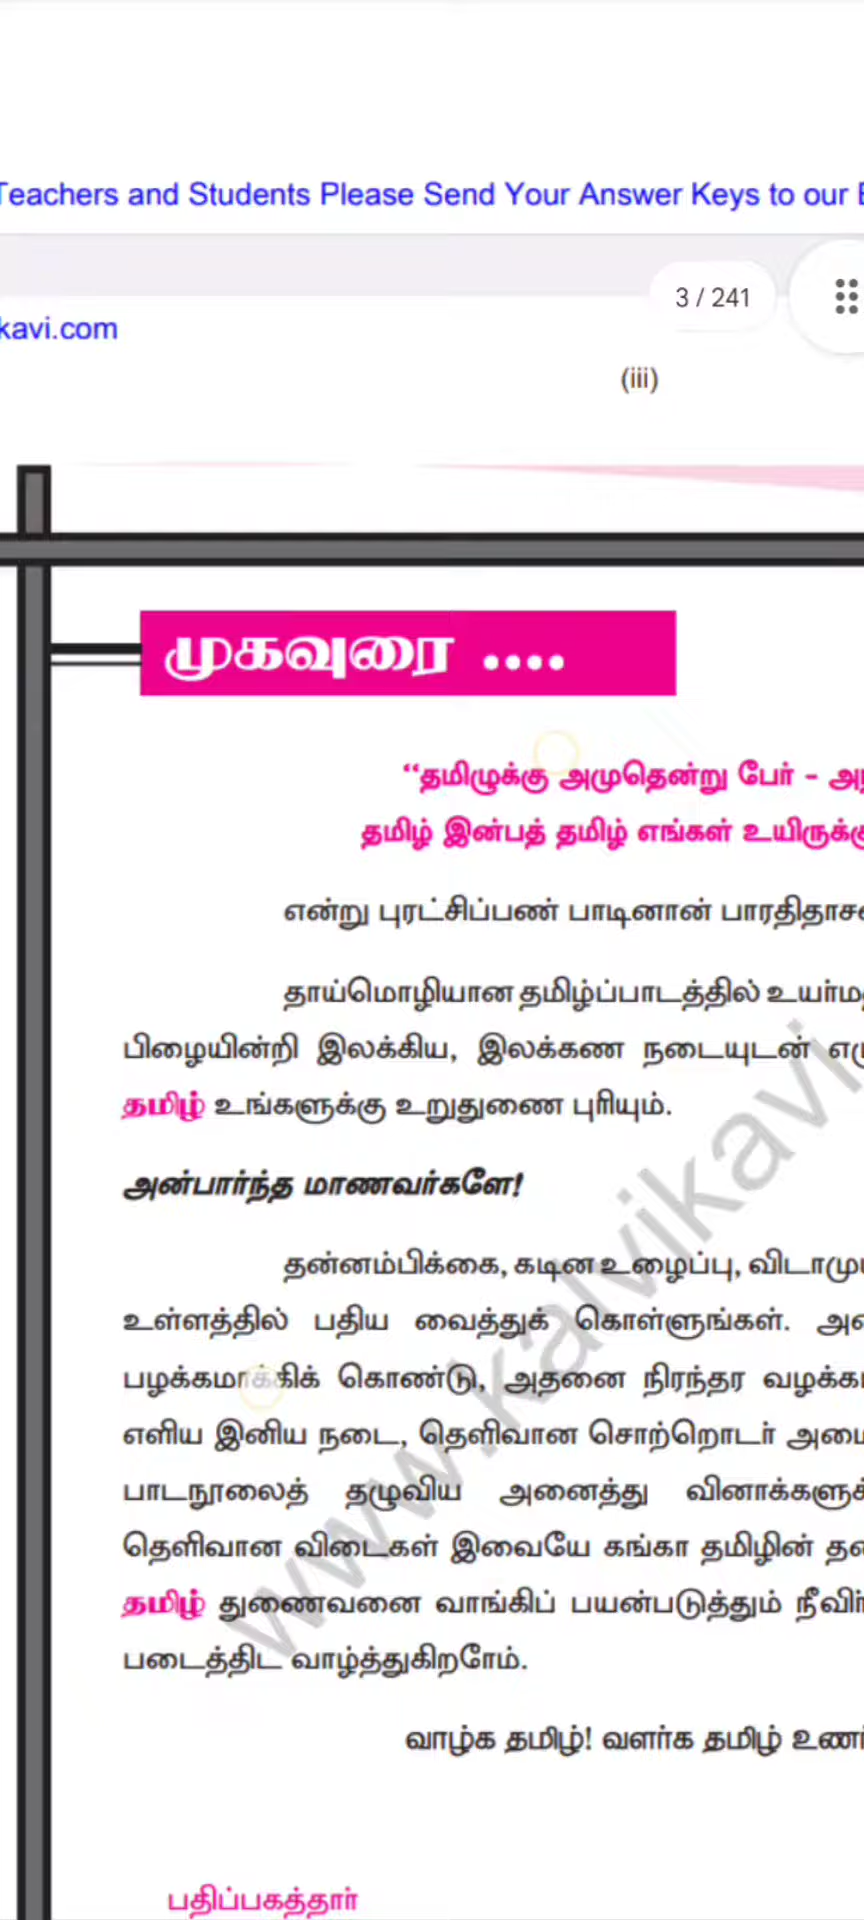 Teachers and Students Please Send Your Answer Keys to our
3 / 241
kavi.com
(iii)
முகவுரை ....
“தமிழுக்கு அமுதென்று பேர் -
தமிழ் இன்பத் தமிழ் எங்கள்
என்று புரட்சிப்பண் பாடினான்
தாய்மொழியான தமிழ்ப்பாடத்தில்
பிழையின்றி இலக்கிய, இலக்கண நடையுடன்
தமிழ் உங்களுக்கு உறுதுணை புரியும்.
அன்பார்ந்த மாணவர்களே!
தன்னம்பிக்கை, கடின உழைப்பு,
உள்ளத்தில் பதிய வைத்துக் கொள்ளுங்கள்.
பழக்கமாக்கிக் கொண்டு, அதனை நிரந்தர
எளிய இனிய நடை, தெளிவான சொற்றொடர்
பாடநூலைத் தழுவிய அனைத்து
தெளிவான விடைகள் இவையே கங்கா தமிழின்
தமிழ் துணைவனை வாங்கிப் பயன்படுத்தும்
படைத்திட வாழ்த்துகிறோம்.
வாழ்க தமிழ்! வளர்க தமிழ்
பதிப்பகத்தார்
www.kalvikavi